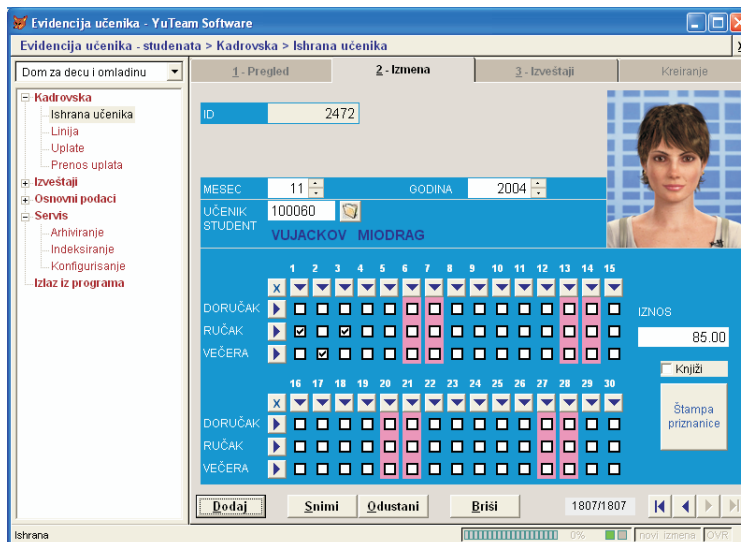 Evidencija učenika - YuTeam Software
Evidencija učenika - studenata > Kadrovska > Ishrana učenika
Dom za decu i omladinu
1 - Pregled 2 - Izmena 3 - Izveštaji Kreiranje
Kadrovska
Ishrana učenika
Linija
Uplate
Prenos uplata
Izveštaji
Osnovni podaci
Servis
Arhiviranje
Indeksiranje
Konfigurisanje
Izlaz iz programa
ID 2472
MESEC 11 GODINA 2004
UČENIK 100060
STUDENT
VUJACKOV MIODRAG
1 2 3 4 5 6 7 8 9 10 11 12 13 14 15
X
DORUČAK
RUČAK
VEČERA
IZNOS
85.00
Knjiži
Štampa
priznanice
16 17 18 19 20 21 22 23 24 25 26 27 28 29 30
X
DORUČAK
RUČAK
VEČERA
Dodaj Snimi Odustani Briši 1807/1807
Ishrana 0% novi izmena OVR